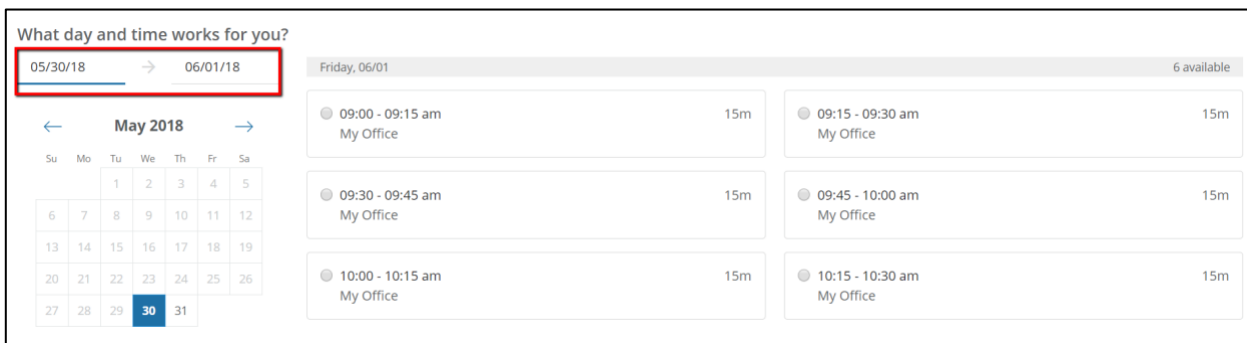 What day and time works for you?
05/30/18 → 06/01/18
← May 2018 →
Su Mo Tu We Th Fr Sa
1 2 3 4 5
6 7 8 9 10 11 12
13 14 15 16 17 18 19
20 21 22 23 24 25 26
27 28 29 30 31
Friday, 06/01 6 available
09:00 - 09:15 am 15m
My Office
09:15 - 09:30 am 15m
My Office
09:30 - 09:45 am 15m
My Office
09:45 - 10:00 am 15m
My Office
10:00 - 10:15 am 15m
My Office
10:15 - 10:30 am 15m
My Office